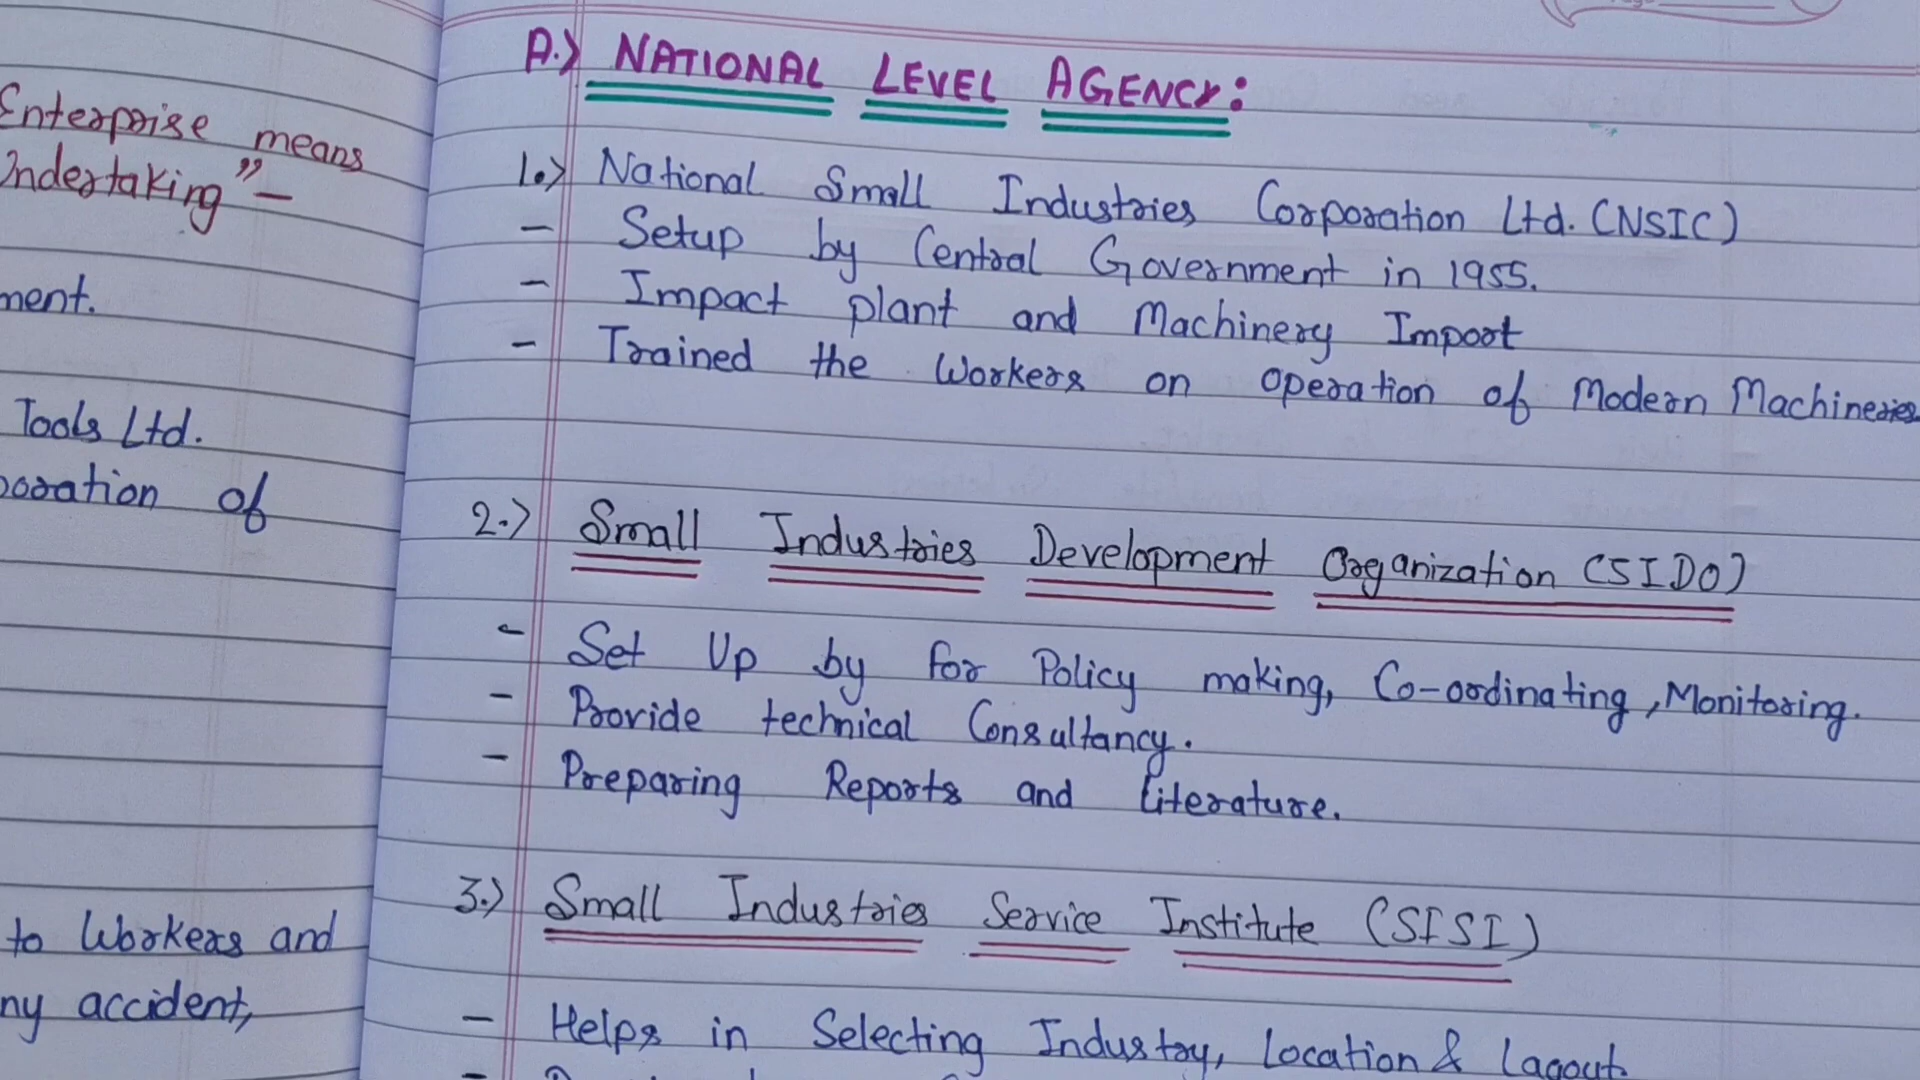 Enterprise means
Undertaking" -
ment.
Tools Ltd.
poration of
to Workers and
ny accident,
A.) NATIONAL LEVEL AGENCY:
1.) National Small Industries Corporation Ltd. (NSIC)
- Setup by Central Government in 1955.
- Impact plant and Machinery Import
- Trained the Workers on Operation of Modern Machineries
2.) Small Industries Development Organization (SIDO)
- Set Up by for Policy making, Co-ordinating, Monitoring.
- Provide technical Consultancy.
- Preparing Reports and Literature.
3.) Small Industries Service Institute (SISI)
- Helps in Selecting Industry, Location & Layout.